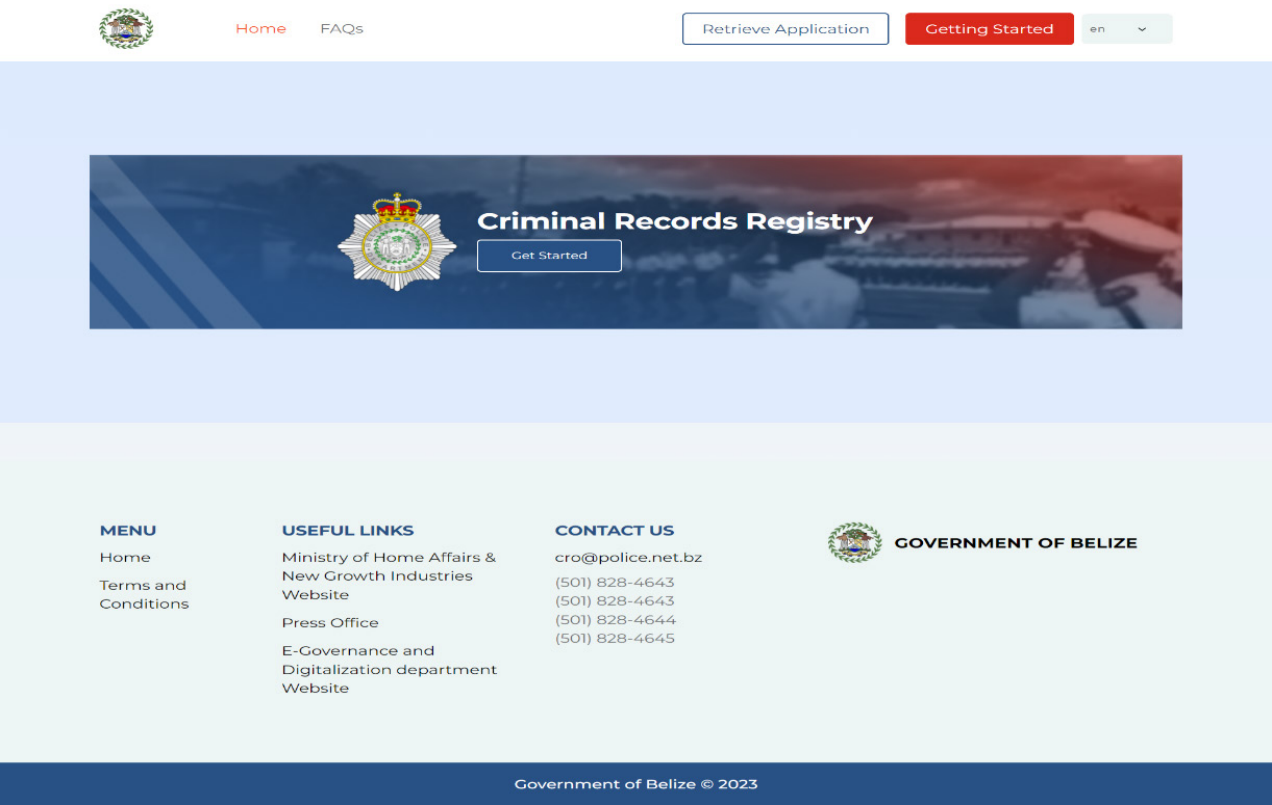 Home
FAQs
Retrieve Application
Getting Started
en
Criminal Records Registry
Get Started
MENU
Home
Terms and
Conditions
USEFUL LINKS
Ministry of Home Affairs &
New Growth Industries
Website
Press Office
E-Governance and
Digitalization department
Website
CONTACT US
cro@police.net.bz
(501) 828-4643
(501) 828-4643
(501) 828-4644
(501) 828-4645
GOVERNMENT OF BELIZE
Government of Belize © 2023